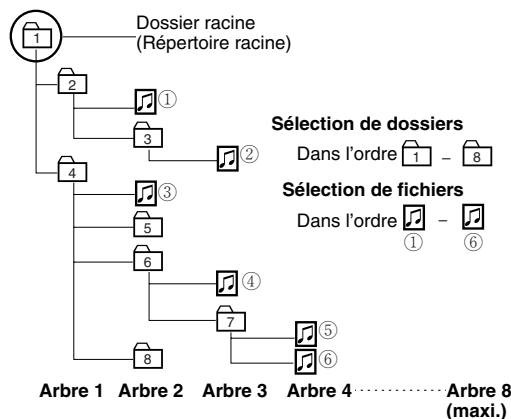 Dossier racine
(Répertoire racine)
1
2
①
3
②
4
③
5
6
④
7
⑤
⑥
8
Sélection de dossiers
Dans l'ordre 1 – 8
Sélection de fichiers
Dans l'ordre –
① ⑥
Arbre 1 Arbre 2 Arbre 3 Arbre 4 Arbre 8
(maxi.)